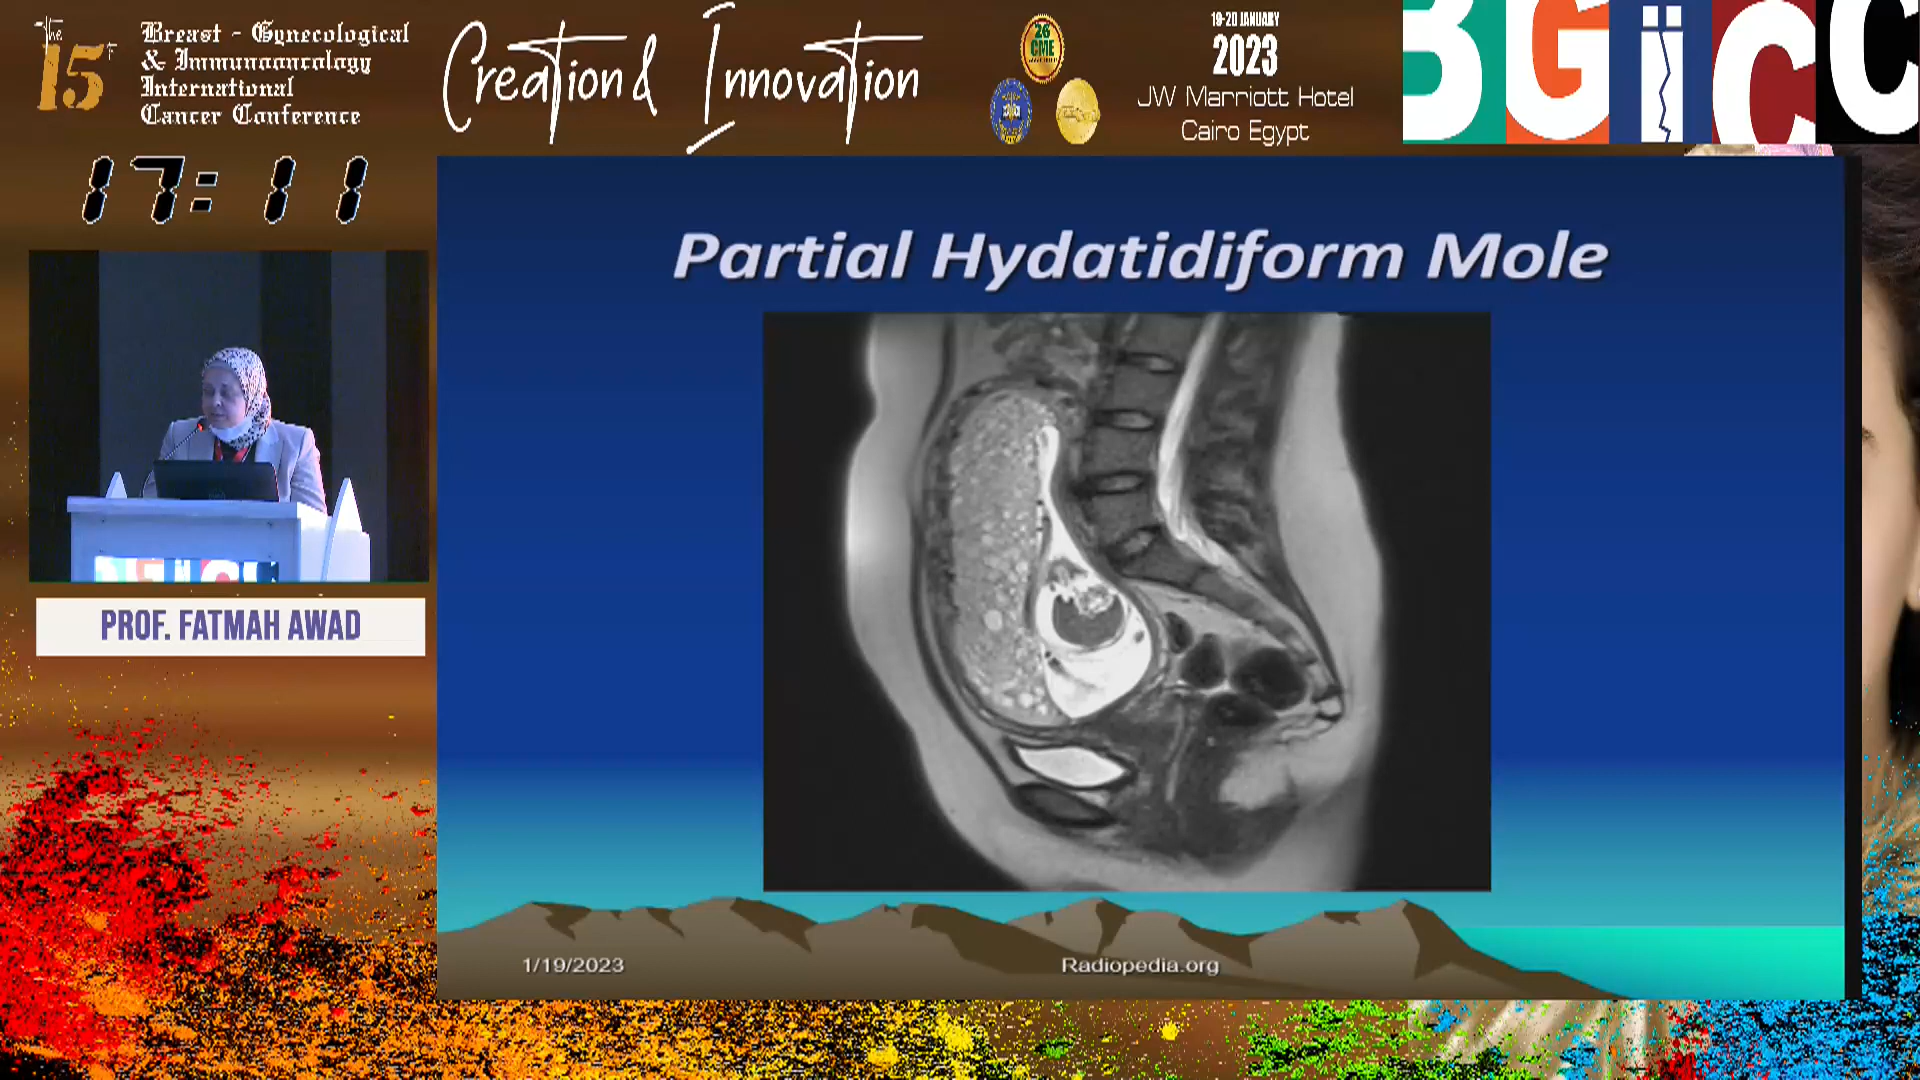 The
15th
Breast - Gynecological
& Immunooncology
International
Cancer Conference
Creation & Innovation
26
CME
19-20 JANUARY
2023
JW Marriott Hotel
Cairo Egypt
BGiCC
17:11
PROF. FATMAH AWAD
Partial Hydatidiform Mole
1/19/2023
Radiopedia.org